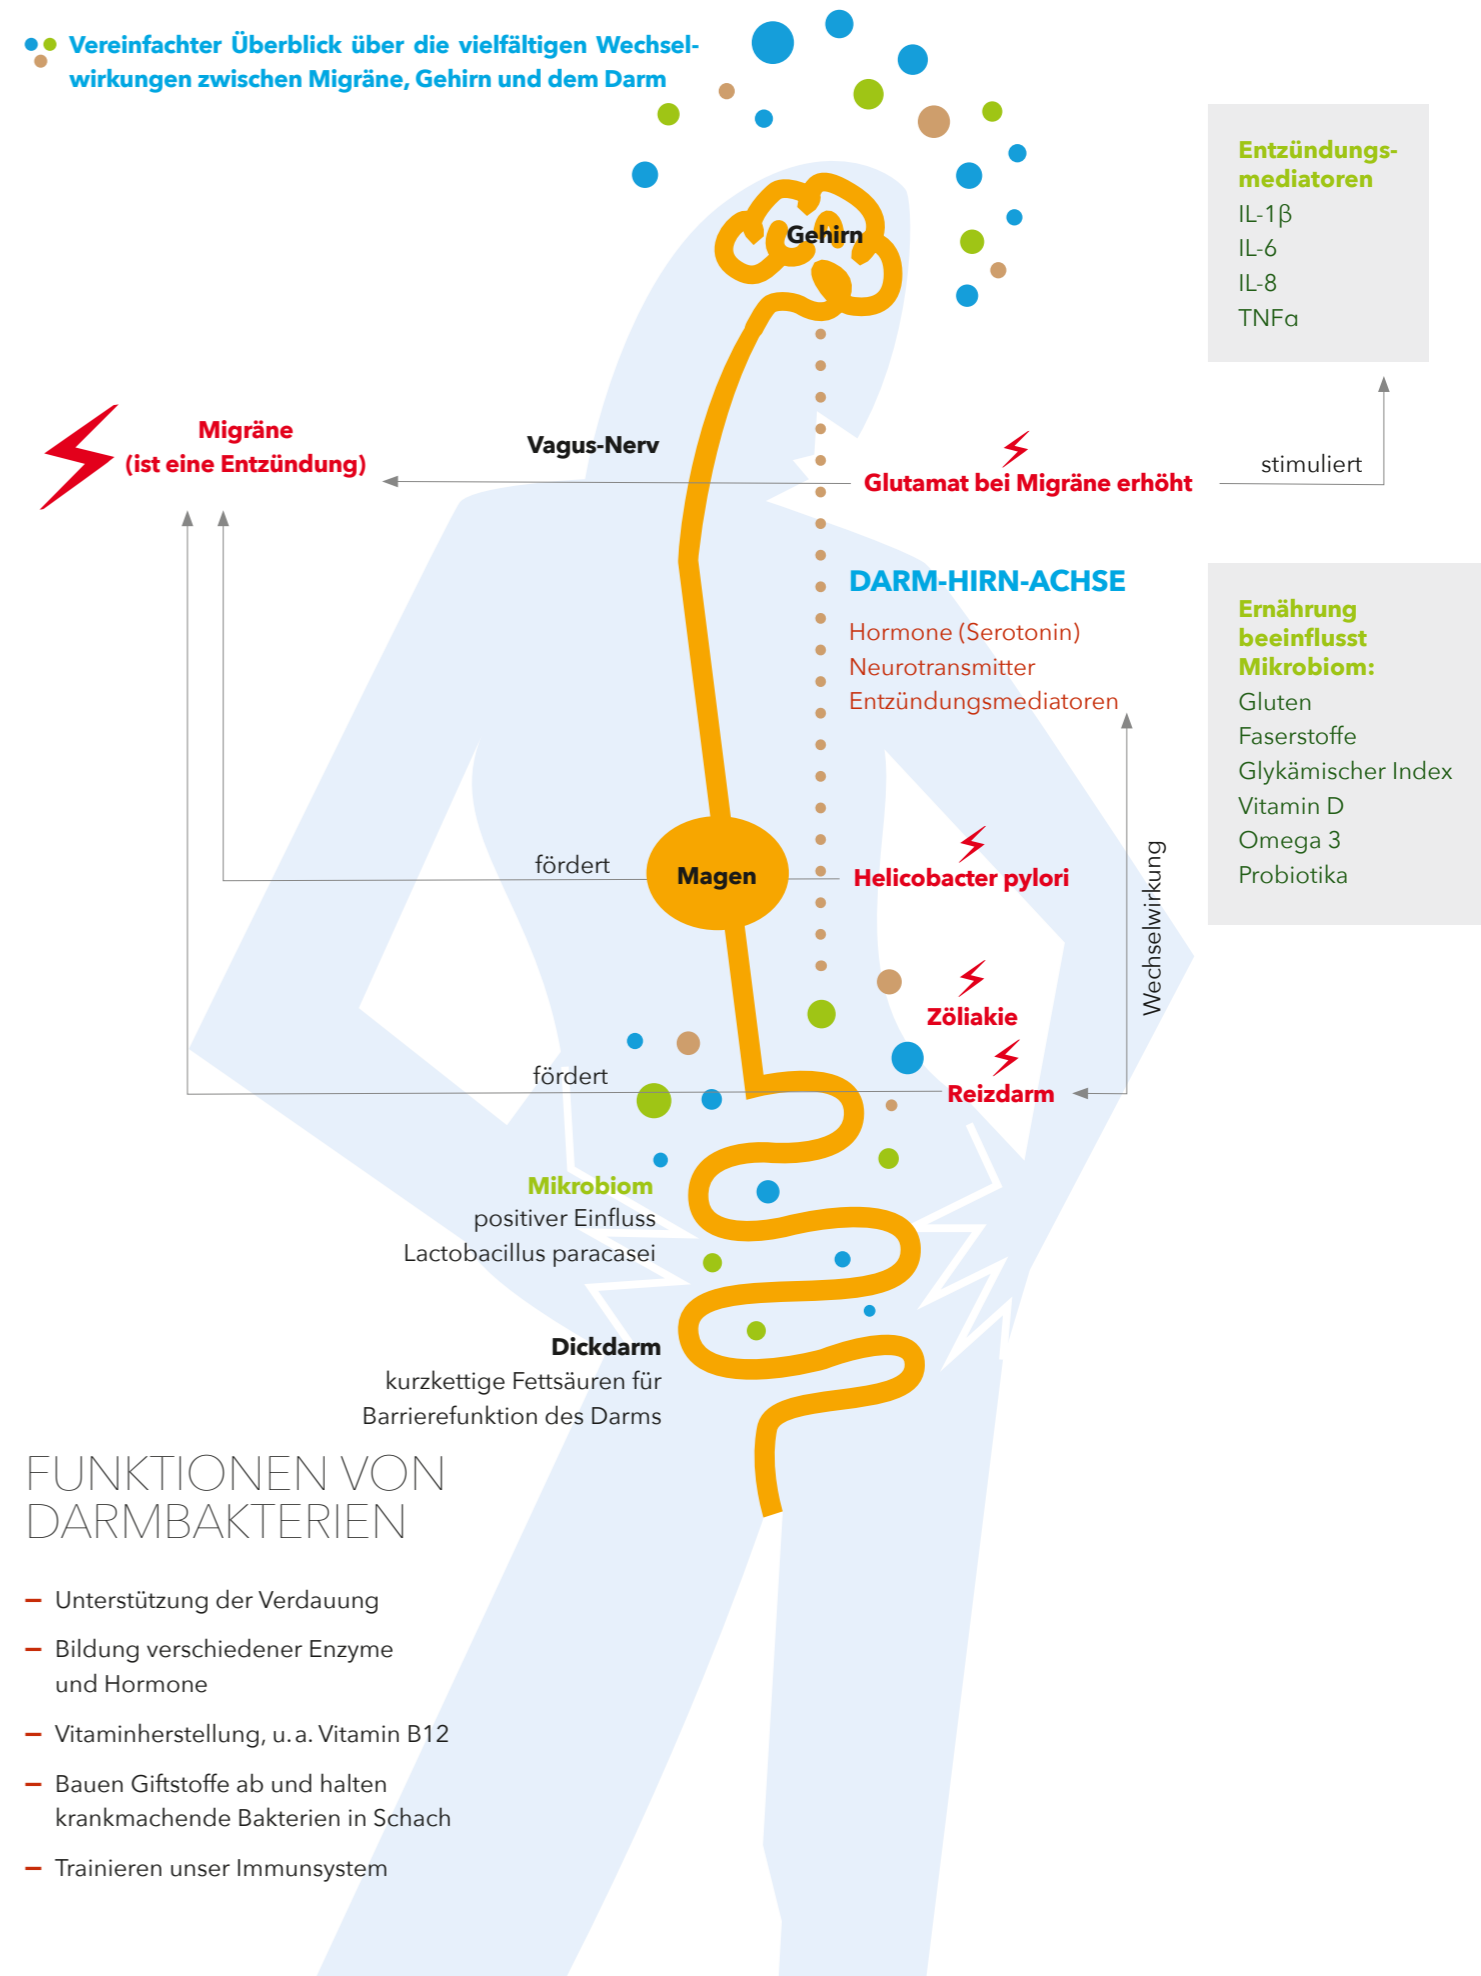 Vereinfachter Überblick über die vielfältigen Wechsel-
wirkungen zwischen Migräne, Gehirn und dem Darm
Entzündungs-
mediatoren
IL-1β
IL-6
IL-8
TNFα
Gehirn
Migräne
(ist eine Entzündung)
Vagus-Nerv
Glutamat bei Migräne erhöht
stimuliert
DARM-HIRN-ACHSE
Hormone (Serotonin)
Neurotransmitter
Entzündungsmediatoren
Ernährung
beeinflusst
Mikrobiom:
Gluten
Faserstoffe
Glykämischer Index
Vitamin D
Omega 3
Probiotika
fördert
Magen
Helicobacter pylori
Wechselwirkung
Zöliakie
fördert
Reizdarm
Mikrobiom
positiver Einfluss
Lactobacillus paracasei
Dickdarm
kurzkettige Fettsäuren für
Barrierefunktion des Darms
FUNKTIONEN VON
DARMBAKTERIEN
– Unterstützung der Verdauung
– Bildung verschiedener Enzyme
und Hormone
– Vitaminherstellung, u. a. Vitamin B12
– Bauen Giftstoffe ab und halten
krankmachende Bakterien in Schach
– Trainieren unser Immunsystem